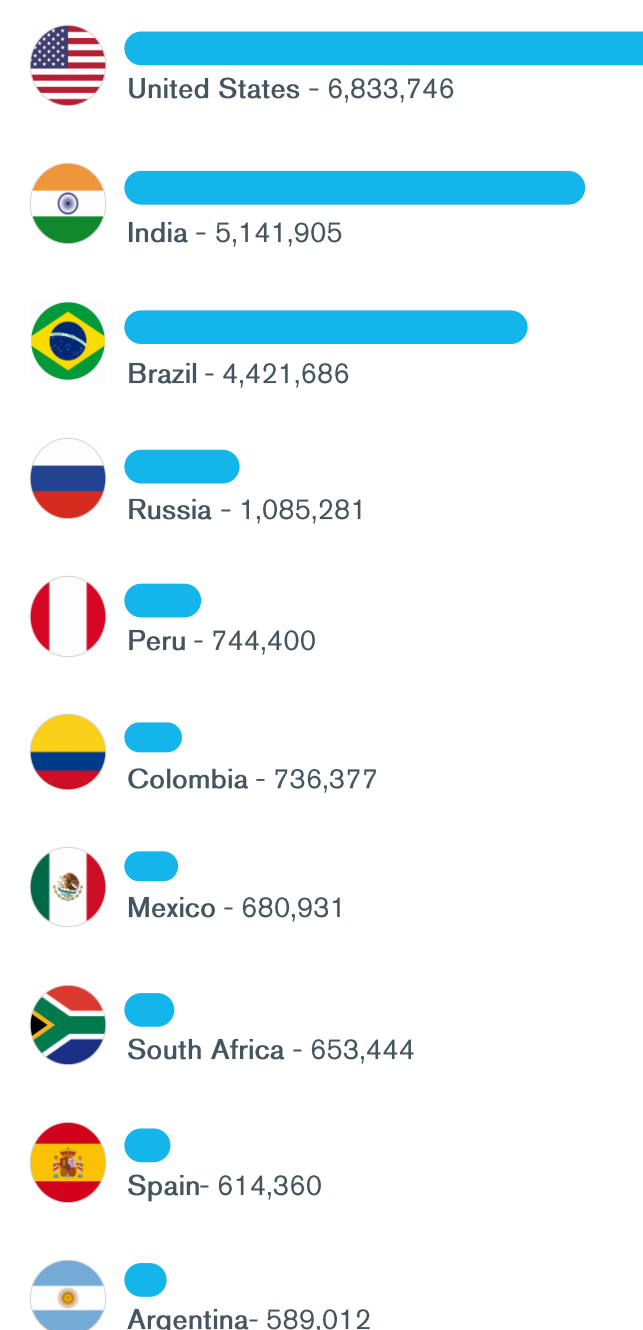 United States - 6,833,746
India - 5,141,905
Brazil - 4,421,686
Russia - 1,085,281
Peru - 744,400
Colombia - 736,377
Mexico - 680,931
South Africa - 653,444
Spain- 614,360
Argentina- 589,012